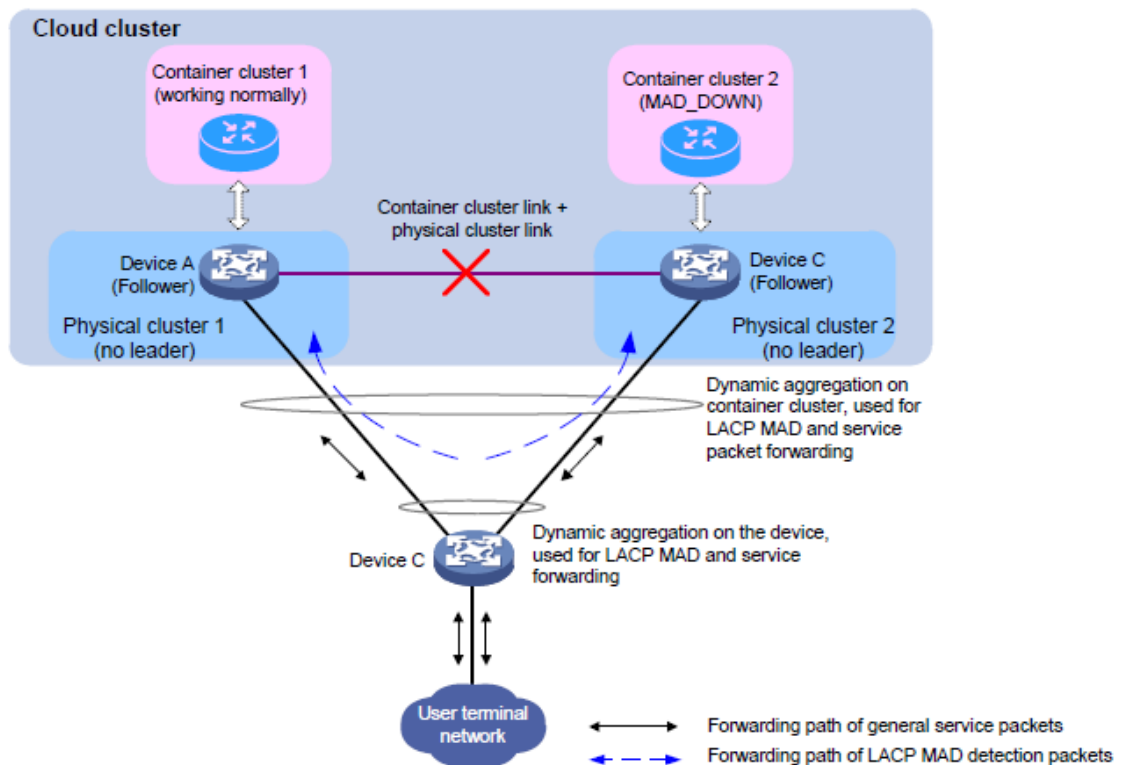 Cloud cluster
Container cluster 1
(working normally)
Container cluster 2
(MAD_DOWN)
Container cluster link +
physical cluster link
Device A
(Follower)
Device C
(Follower)
Physical cluster 1
(no leader)
Physical cluster 2
(no leader)
Dynamic aggregation on
container cluster, used for
LACP MAD and service
packet forwarding
Device C
Dynamic aggregation on the device,
used for LACP MAD and service
forwarding
User terminal
network
Forwarding path of general service packets
Forwarding path of LACP MAD detection packets